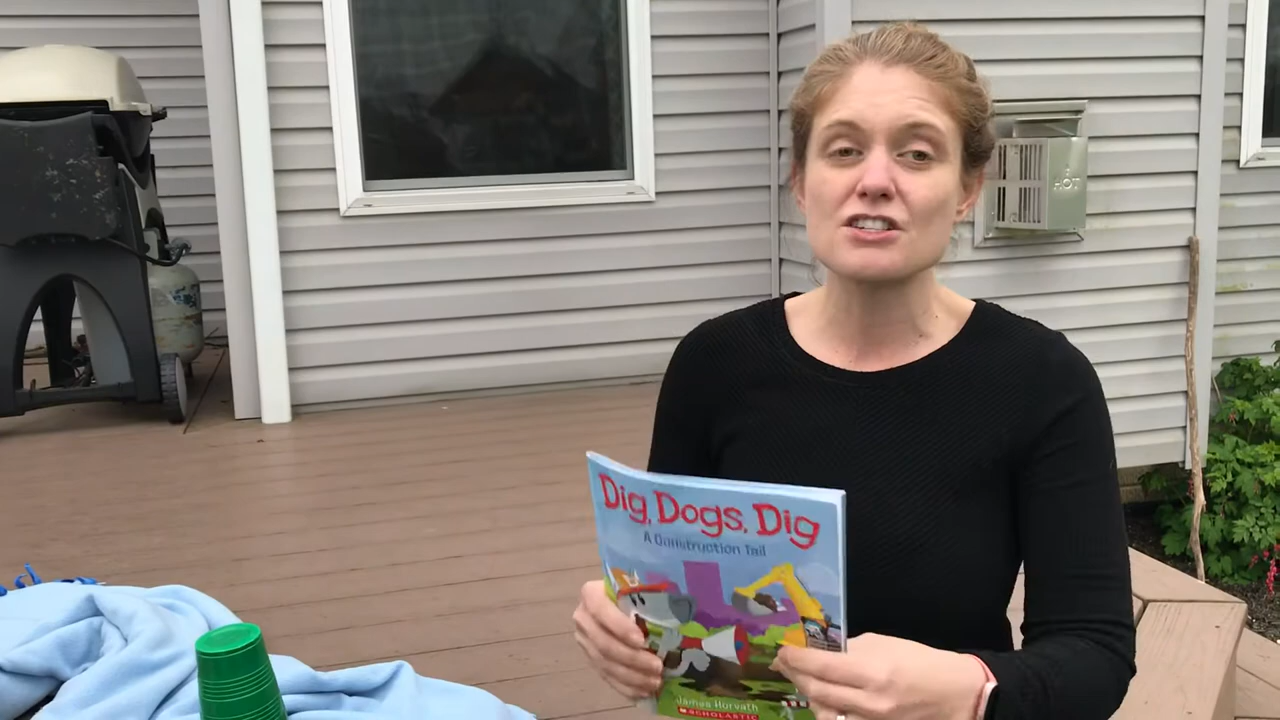 HOT
Dig, Dogs, Dig
A Construction Tail
James Horvath
SCHOLASTIC